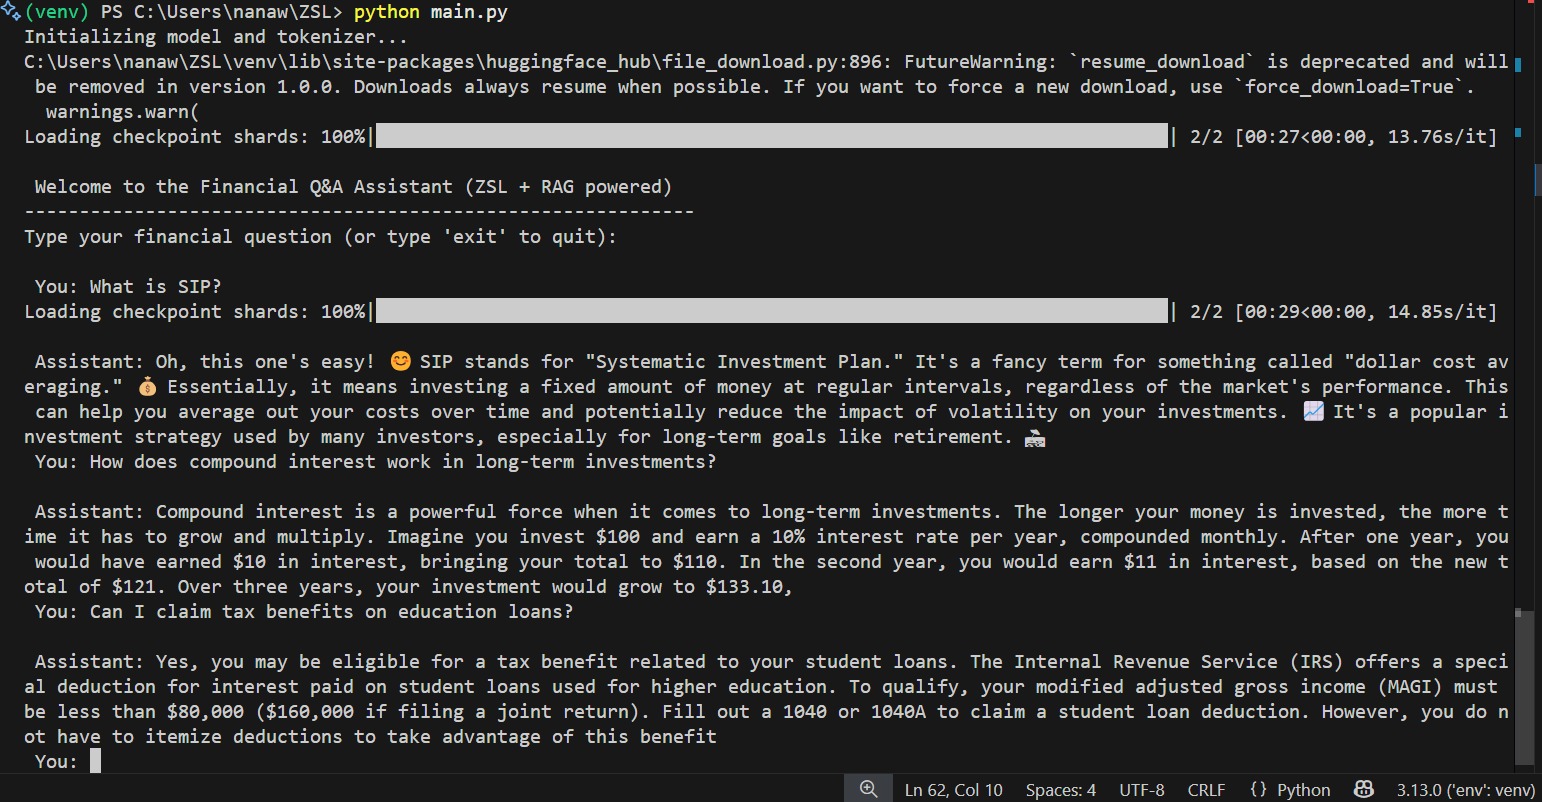 (venv) PS C:\Users\nanaw\ZSL> python main.py
Initializing model and tokenizer...
C:\Users\nanaw\ZSL\venv\lib\site-packages\huggingface_hub\file_download.py:896: FutureWarning: `resume_download` is deprecated and will
be removed in version 1.0.0. Downloads always resume when possible. If you want to force a new download, use `force_download=True`.
warnings.warn(
Loading checkpoint shards: 100%| | 2/2 [00:27<00:00, 13.76s/it]
Welcome to the Financial Q&A Assistant (ZSL + RAG powered)
-------------------------------------------------------------
Type your financial question (or type 'exit' to quit):
You: What is SIP?
Loading checkpoint shards: 100%| | 2/2 [00:29<00:00, 14.85s/it]
Assistant: Oh, this one's easy! 😊 SIP stands for "Systematic Investment Plan." It's a fancy term for something called "dollar cost av
eraging." 💰 Essentially, it means investing a fixed amount of money at regular intervals, regardless of the market's performance. This
can help you average out your costs over time and potentially reduce the impact of volatility on your investments. 📈 It's a popular i
nvestment strategy used by many investors, especially for long-term goals like retirement. 🏝
You: How does compound interest work in long-term investments?
Assistant: Compound interest is a powerful force when it comes to long-term investments. The longer your money is invested, the more t
ime it has to grow and multiply. Imagine you invest $100 and earn a 10% interest rate per year, compounded monthly. After one year, you
would have earned $10 in interest, bringing your total to $110. In the second year, you would earn $11 in interest, based on the new t
otal of $121. Over three years, your investment would grow to $133.10,
You: Can I claim tax benefits on education loans?
Assistant: Yes, you may be eligible for a tax benefit related to your student loans. The Internal Revenue Service (IRS) offers a speci
al deduction for interest paid on student loans used for higher education. To qualify, your modified adjusted gross income (MAGI) must
be less than $80,000 ($160,000 if filing a joint return). Fill out a 1040 or 1040A to claim a student loan deduction. However, you do n
ot have to itemize deductions to take advantage of this benefit
You:
Ln 62, Col 10 Spaces: 4 UTF-8 CRLF {} Python 3.13.0 ('env': venv)